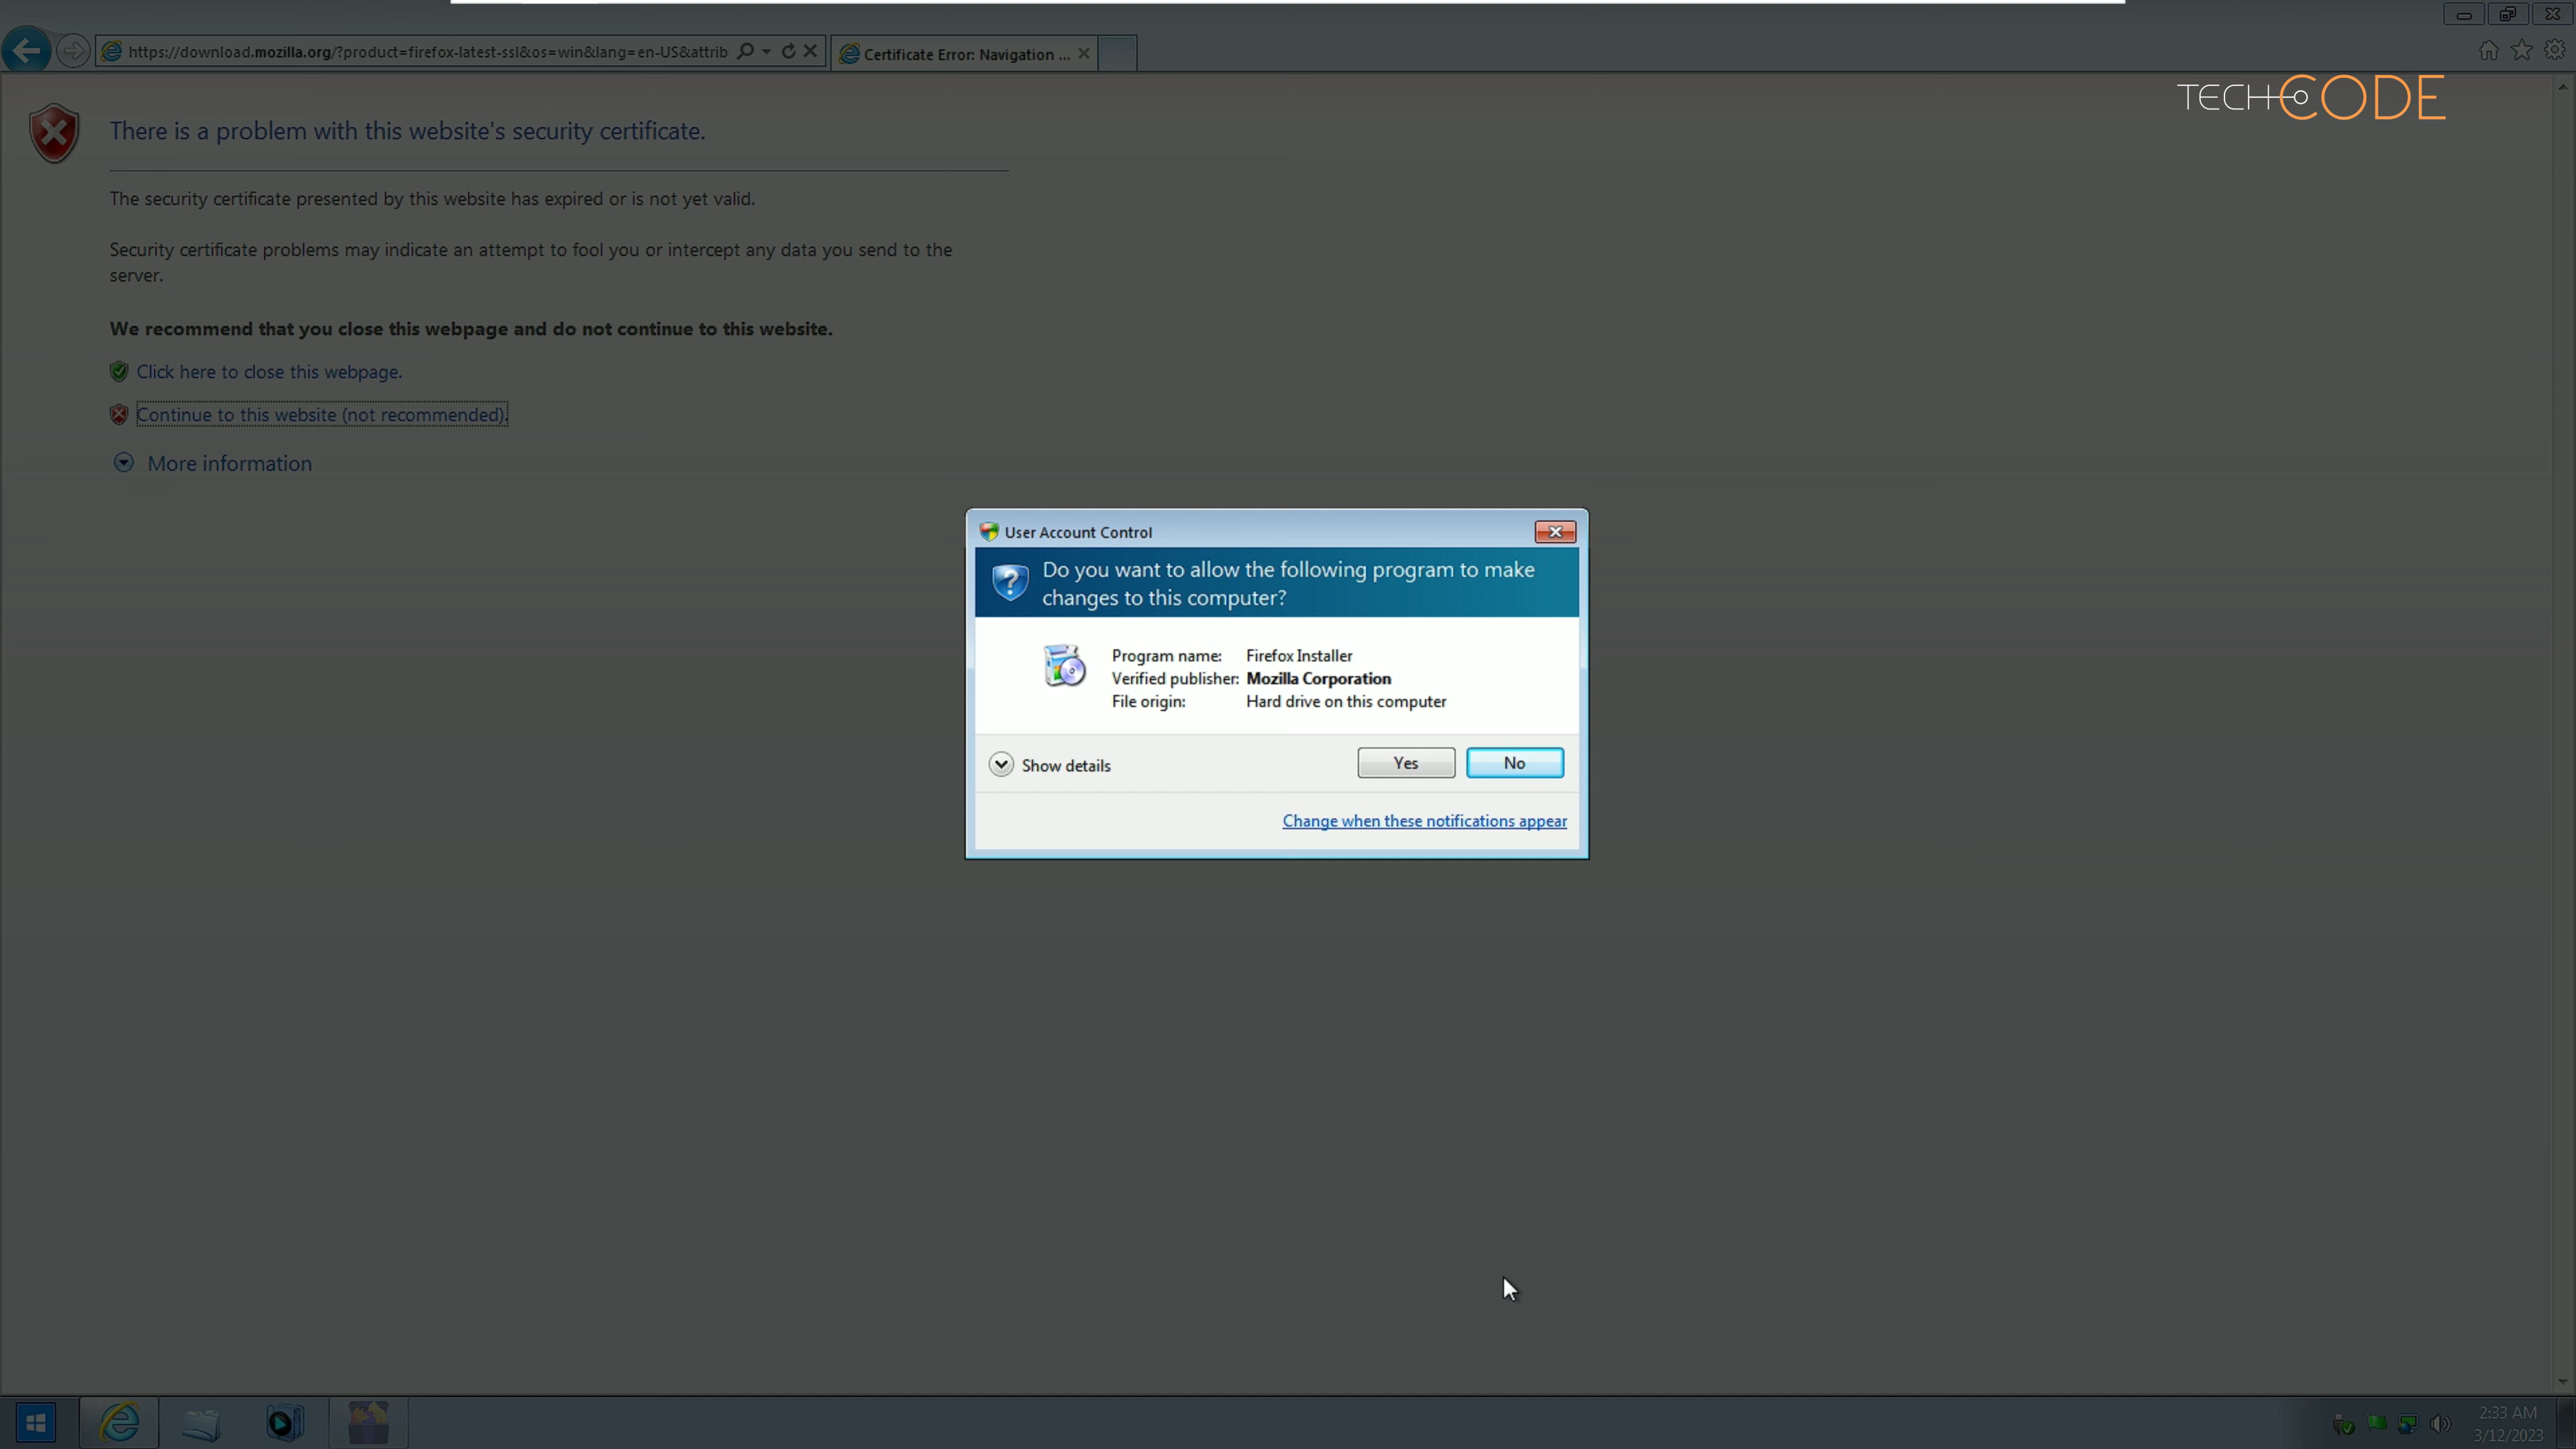 https://download.mozilla.org/?product=firefox-latest-ssl&os=win&lang=en-US&attrib
Certificate Error: Navigation ...
TECH CODE
There is a problem with this website's security certificate.
The security certificate presented by this website has expired or is not yet valid.
Security certificate problems may indicate an attempt to fool you or intercept any data you send to the
server.
We recommend that you close this webpage and do not continue to this website.
Click here to close this webpage.
Continue to this website (not recommended).
More information
User Account Control
Do you want to allow the following program to make
changes to this computer?
Program name: Firefox Installer
Verified publisher: Mozilla Corporation
File origin: Hard drive on this computer
Show details
Yes
No
Change when these notifications appear
2:33 AM
3/12/2023